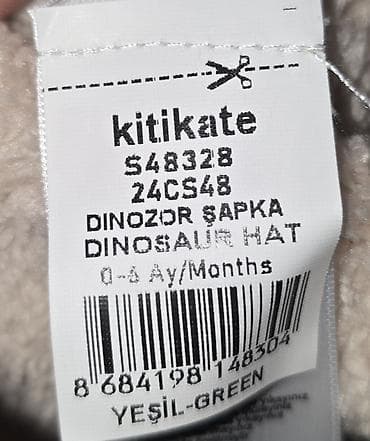 kitikate
S48328
24CS48
DINOZOR ŞAPKA
DINOSAUR HAT
0-6 Ay/Months
8 684198 148304
YEŞİL-GREEN